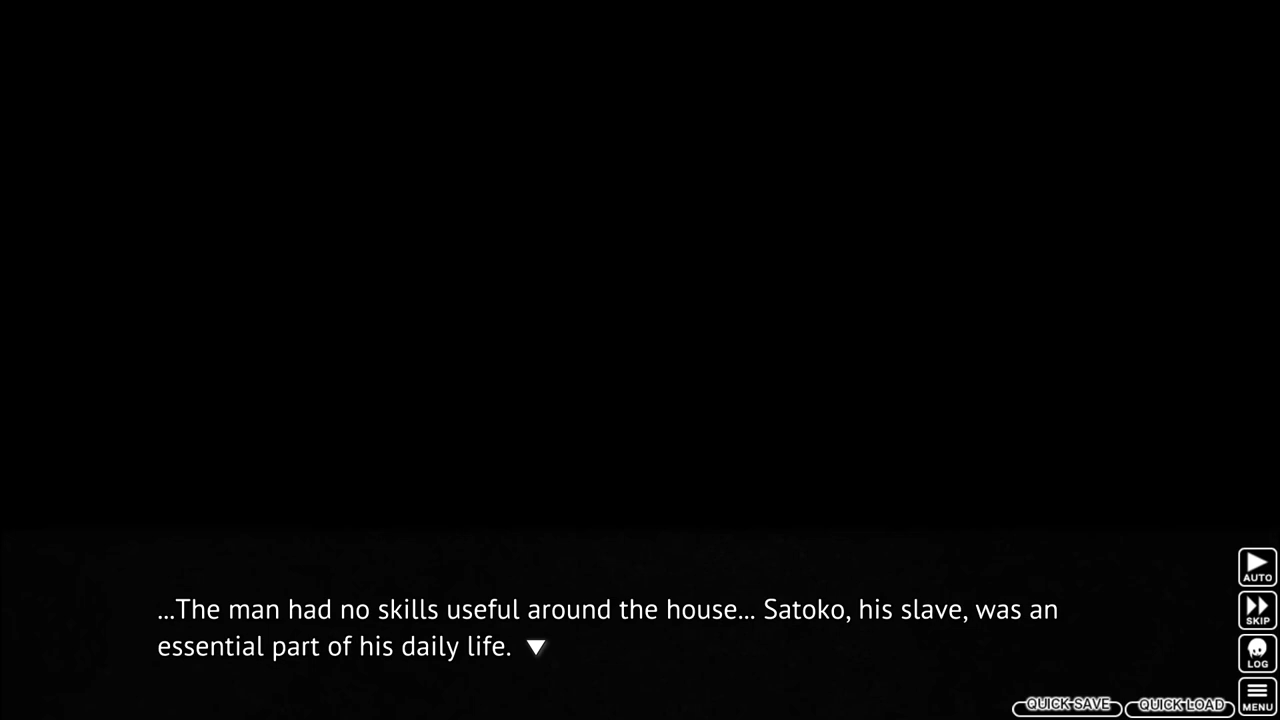 ...The man had no skills useful around the house... Satoko, his slave, was an
essential part of his daily life.
AUTO
SKIP
LOG
MENU
QUICK SAVE QUICK LOAD